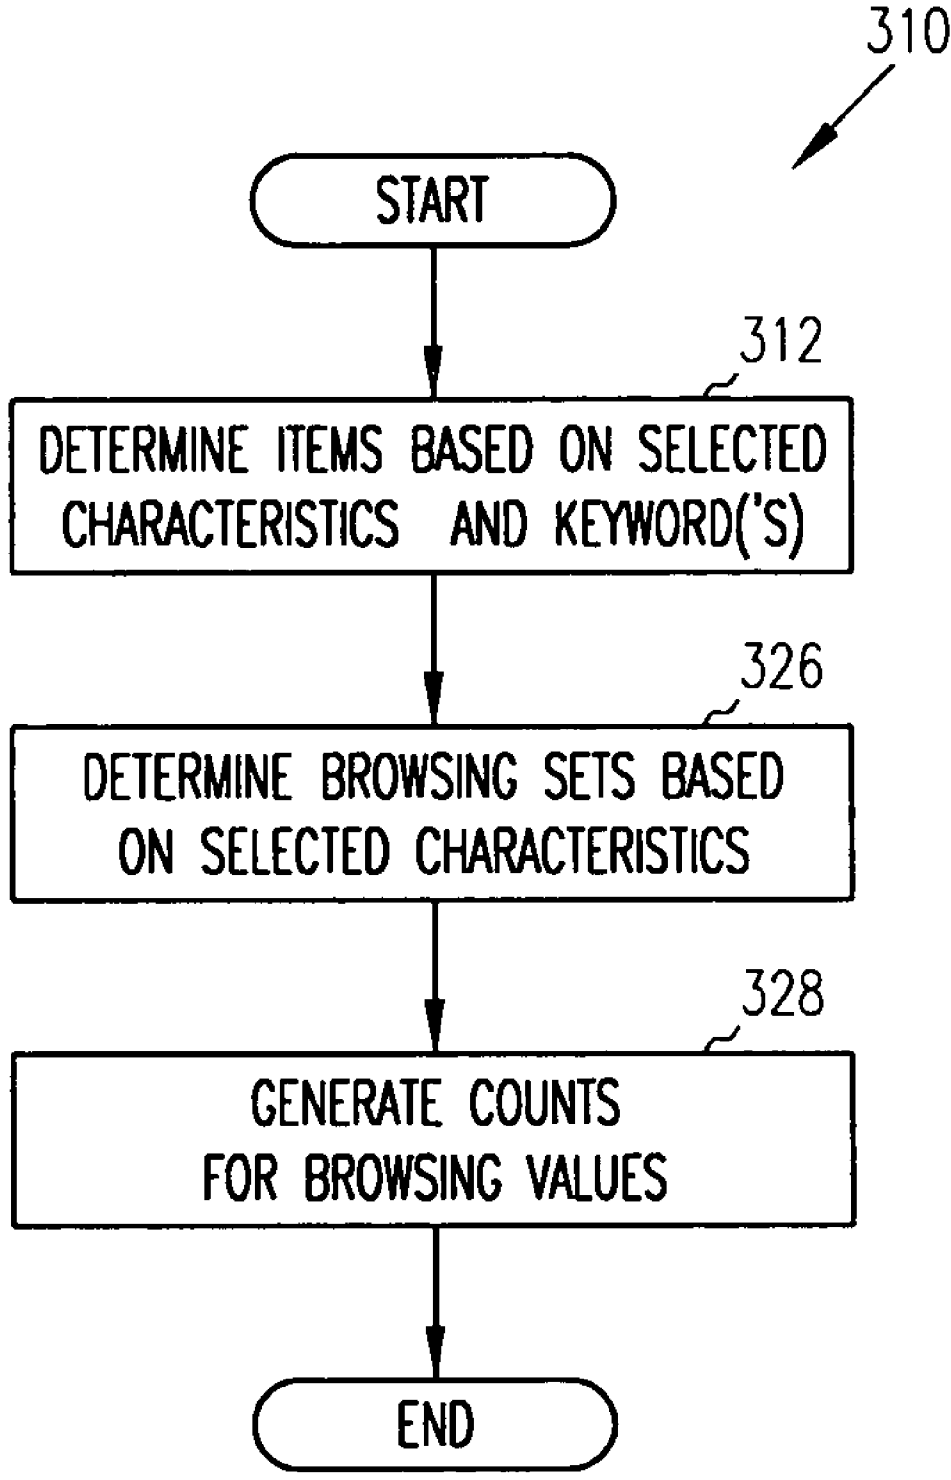 310
START
312
DETERMINE ITEMS BASED ON SELECTED
CHARACTERISTICS AND KEYWORD('S)
326
DETERMINE BROWSING SETS BASED
ON SELECTED CHARACTERISTICS
328
GENERATE COUNTS
FOR BROWSING VALUES
END